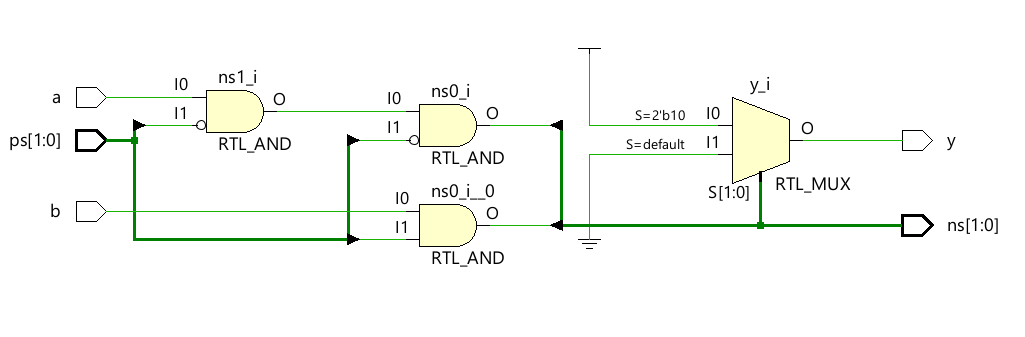 ns1_i
a
I0
I1
O
RTL_AND
ps[1:0]
ns0_i
I0
I1
O
RTL_AND
b
ns0_i__0
I0
I1
O
RTL_AND
y_i
S=2'b10
I0
S=default
I1
O
S[1:0]
RTL_MUX
y
ns[1:0]